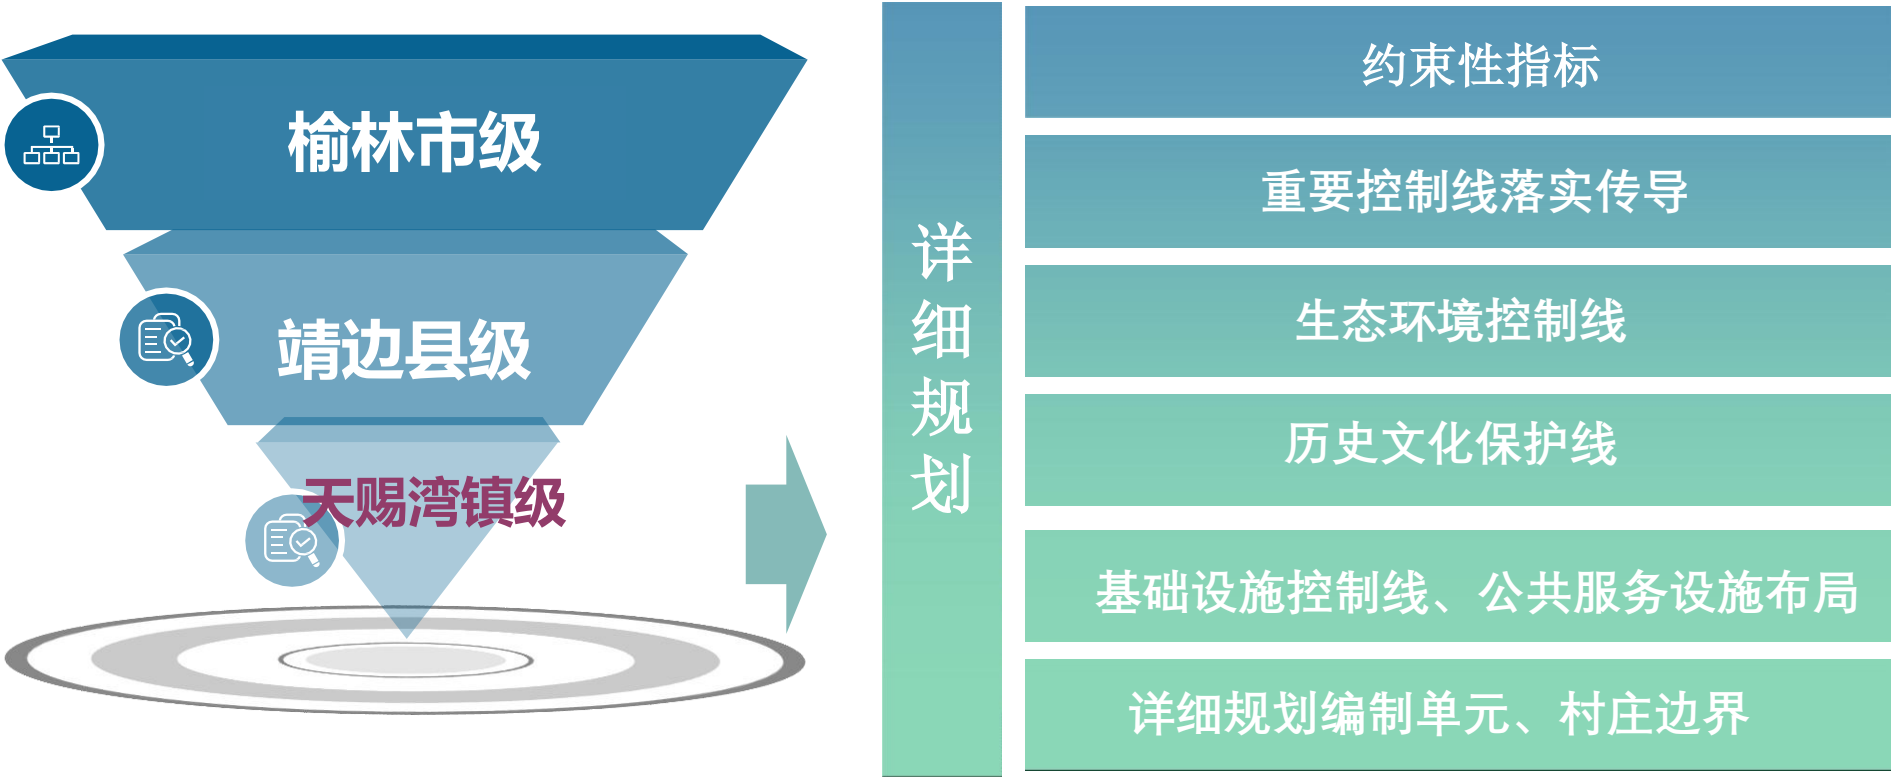 榆林市级
靖边县级
天赐湾镇级
详细规划
约束性指标
重要控制线落实传导
生态环境控制线
历史文化保护线
基础设施控制线、公共服务设施布局
详细规划编制单元、村庄边界